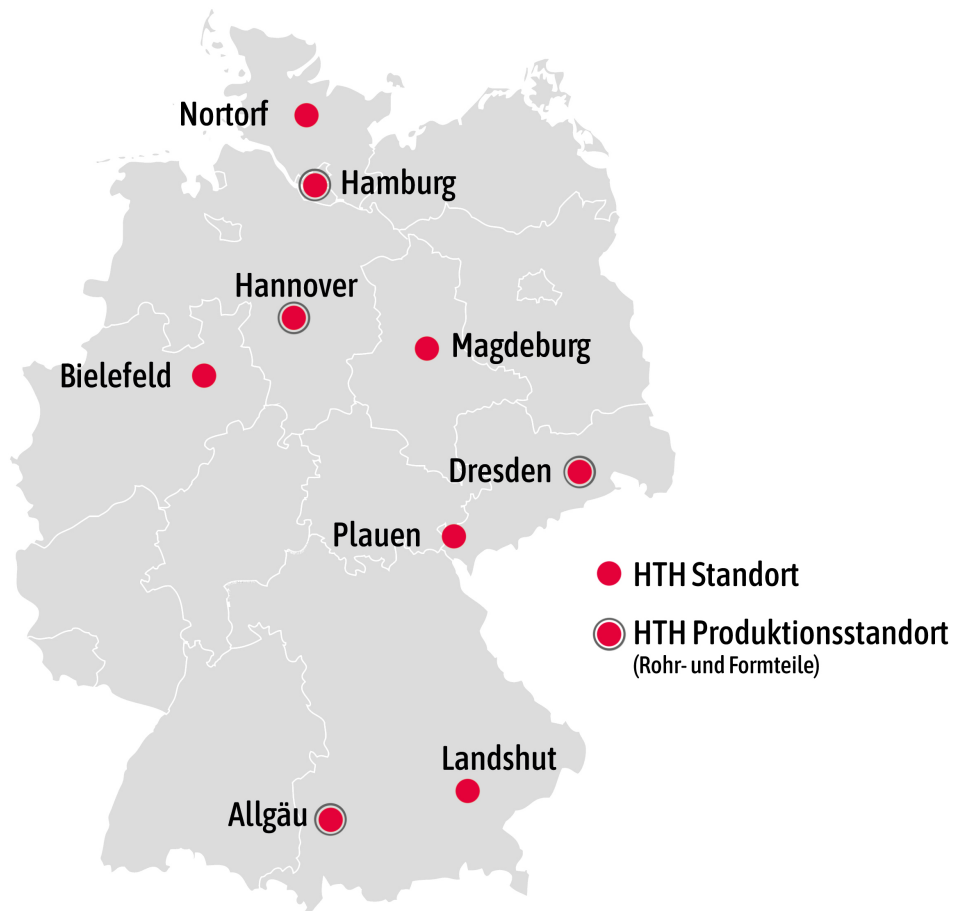 Nortorf
Hamburg
Hannover
Magdeburg
Bielefeld
Dresden
Plauen
HTH Standort
HTH Produktionsstandort
(Rohr- und Formteile)
Landshut
Allgäu